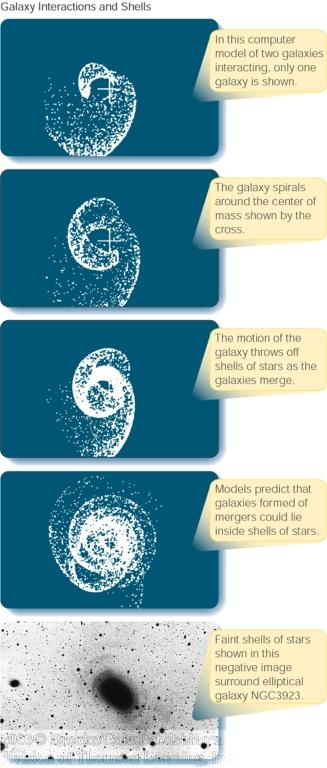 Galaxy Interactions and Shells
In this computer
model of two galaxies
interacting, only one
galaxy is shown.
The galaxy spirals
around the center of
mass shown by the
cross.
The motion of the
galaxy throws off
shells of stars as the
galaxies merge.
Models predict that
galaxies formed of
mergers could lie
inside shells of stars.
Faint shells of stars
shown in this
negative image
surround elliptical
galaxy NGC3923.